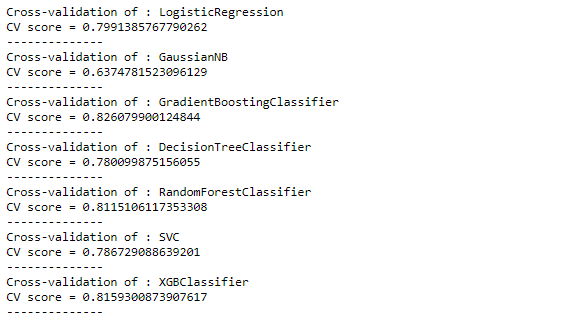 Cross-validation of : LogisticRegression
CV score = 0.7991385767790262
--------------
Cross-validation of : GaussianNB
CV score = 0.6374781523096129
--------------
Cross-validation of : GradientBoostingClassifier
CV score = 0.826079900124844
--------------
Cross-validation of : DecisionTreeClassifier
CV score = 0.780099875156055
--------------
Cross-validation of : RandomForestClassifier
CV score = 0.8115106117353308
--------------
Cross-validation of : SVC
CV score = 0.786729088639201
--------------
Cross-validation of : XGBClassifier
CV score = 0.8159300873907617
--------------